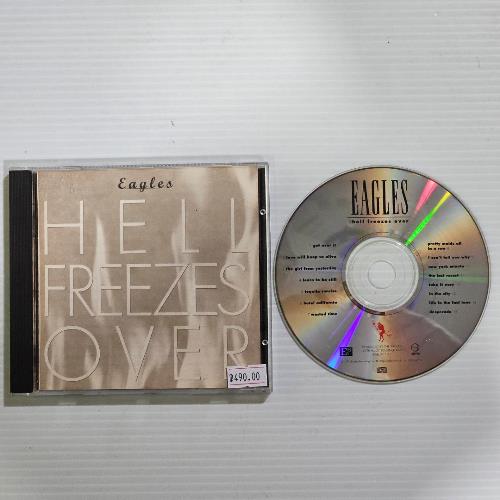 Eagles
HELL
FREEZES
OVER
฿490.00
EAGLES
hell freezes over
get over it
love will keep us alive
the girl from yesterday
learn to be still
tequila sunrise
hotel california
wasted time
pretty maids all
in a row
I can't tell you why
new york minute
the last resort
take it easy
in the city
life in the fast lane
desperado